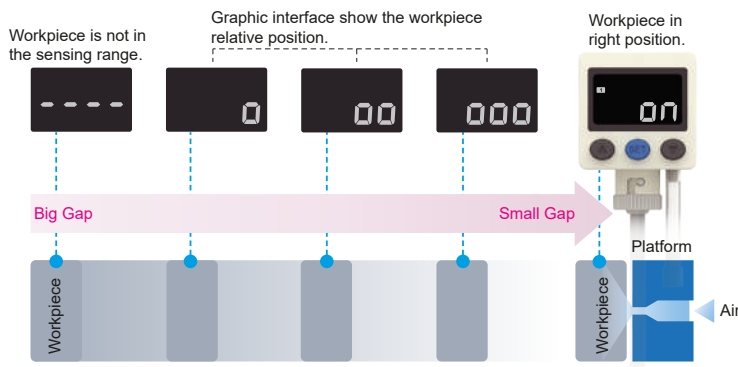 Workpiece is not in
the sensing range.
Graphic interface show the workpiece
relative position.
Workpiece in
right position.
- - - -
0
00
000
1
on
SET
Big Gap
Small Gap
Platform
Workpiece
Workpiece
Air